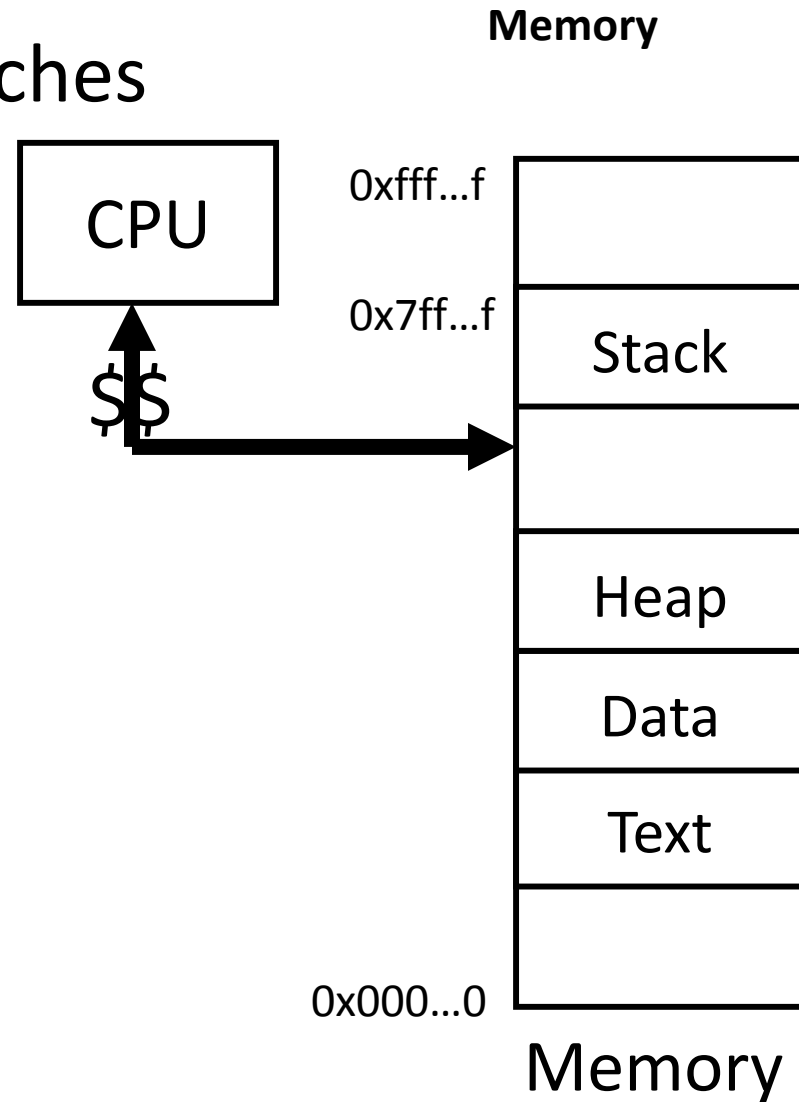 Memory
ches
CPU
0xfff...f
0x7ff...f
Stack
$$
Heap
Data
Text
0x000...0
Memory